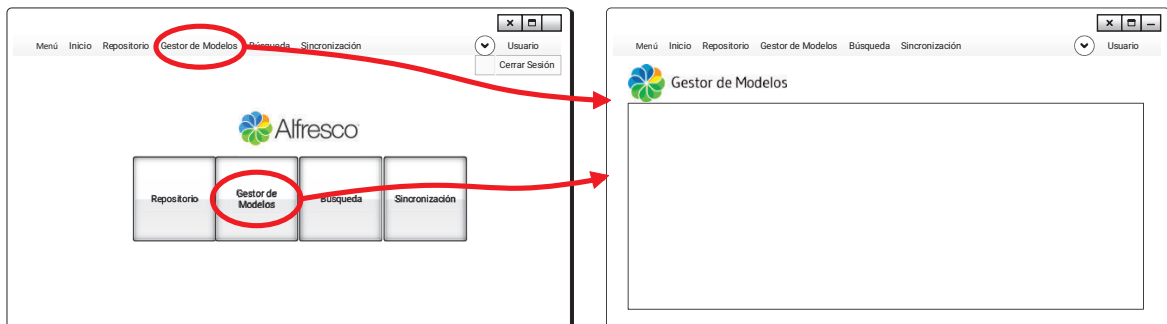 Menú Inicio Repositorio Gestor de Modelos Búsqueda Sincronización
Usuario
Cerrar Sesión
Alfresco
Repositorio
Gestor de
Modelos
Búsqueda
Sincronización
Menú Inicio Repositorio Gestor de Modelos Búsqueda Sincronización
Usuario
Gestor de Modelos